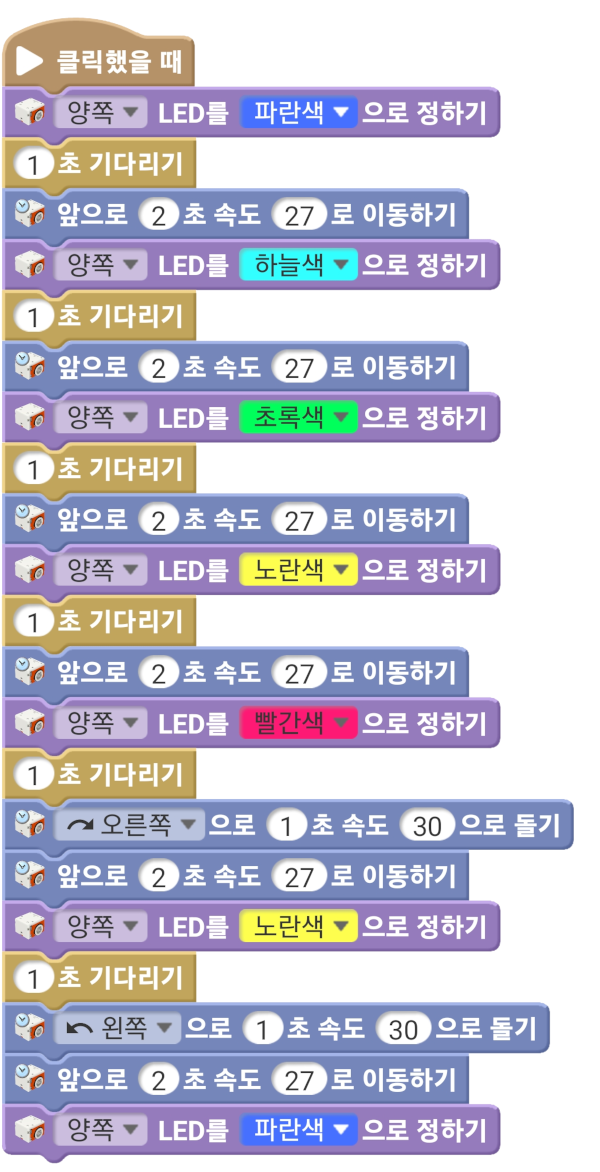 클릭했을 때
양쪽 LED를 파란색 으로 정하기
1 초 기다리기
앞으로 2 초 속도 27 로 이동하기
양쪽 LED를 하늘색 으로 정하기
1 초 기다리기
앞으로 2 초 속도 27 로 이동하기
양쪽 LED를 초록색 으로 정하기
1 초 기다리기
앞으로 2 초 속도 27 로 이동하기
양쪽 LED를 노란색 으로 정하기
1 초 기다리기
앞으로 2 초 속도 27 로 이동하기
양쪽 LED를 빨간색 으로 정하기
1 초 기다리기
오른쪽 으로 1 초 속도 30 으로 돌기
앞으로 2 초 속도 27 로 이동하기
양쪽 LED를 노란색 으로 정하기
1 초 기다리기
왼쪽 으로 1 초 속도 30 으로 돌기
앞으로 2 초 속도 27 로 이동하기
양쪽 LED를 파란색 으로 정하기